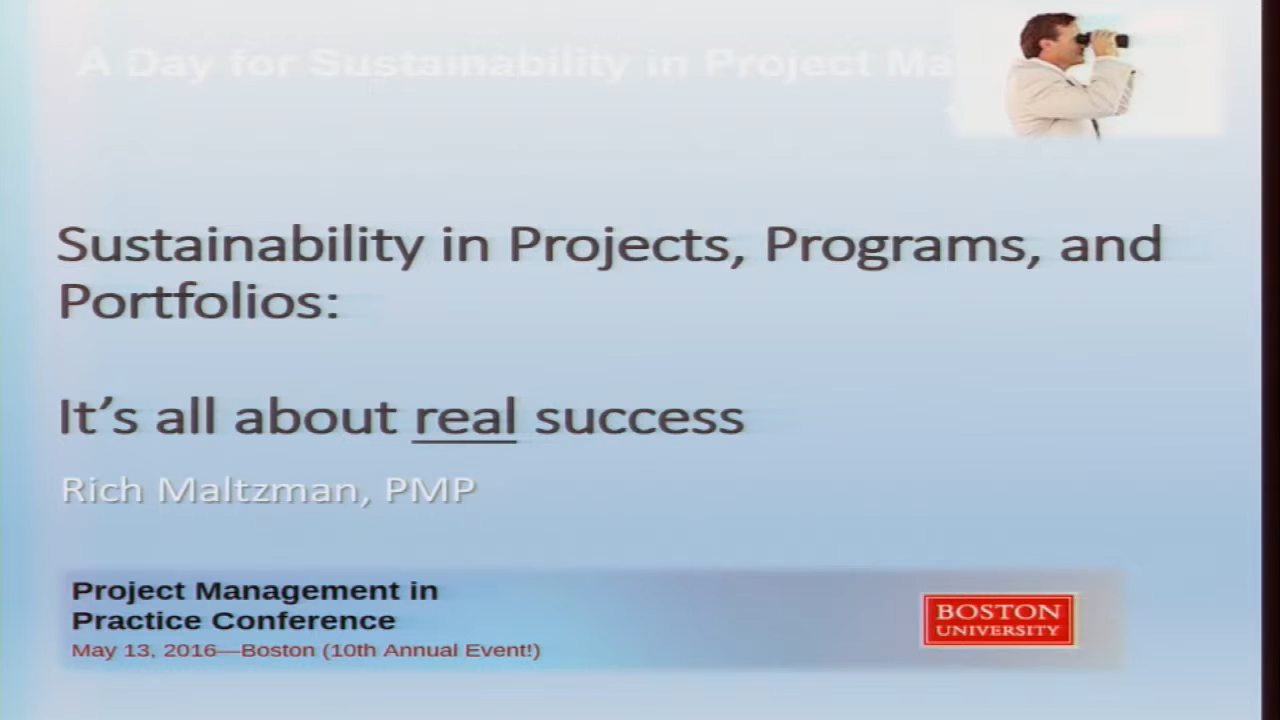 A Day for Sustainability in Project Ma
Sustainability in Projects, Programs, and
Portfolios:
It's all about real success
Rich Maltzman, PMP
Project Management in
Practice Conference
May 13, 2016—Boston (10th Annual Event!)
BOSTON
UNIVERSITY